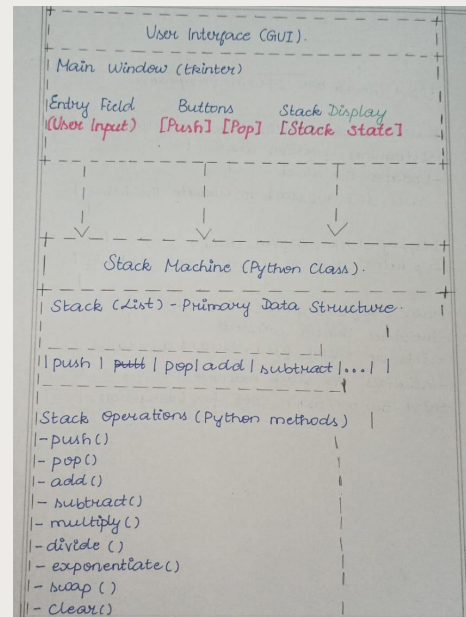 User Interface (GUI).
Main Window (tkinter)
Entry Field Buttons Stack Display
(User Input) [Push] [Pop] [Stack State]
Stack Machine (Python Class).
Stack (List) - Primary Data Structure.
|push | pop| add | subtract |...| |
Stack Operations (Python methods) |
|- push()
|- pop()
|- add()
|- subtract()
|- multiply()
|- divide ()
|- exponentiate()
|- swap ()
|- clear()